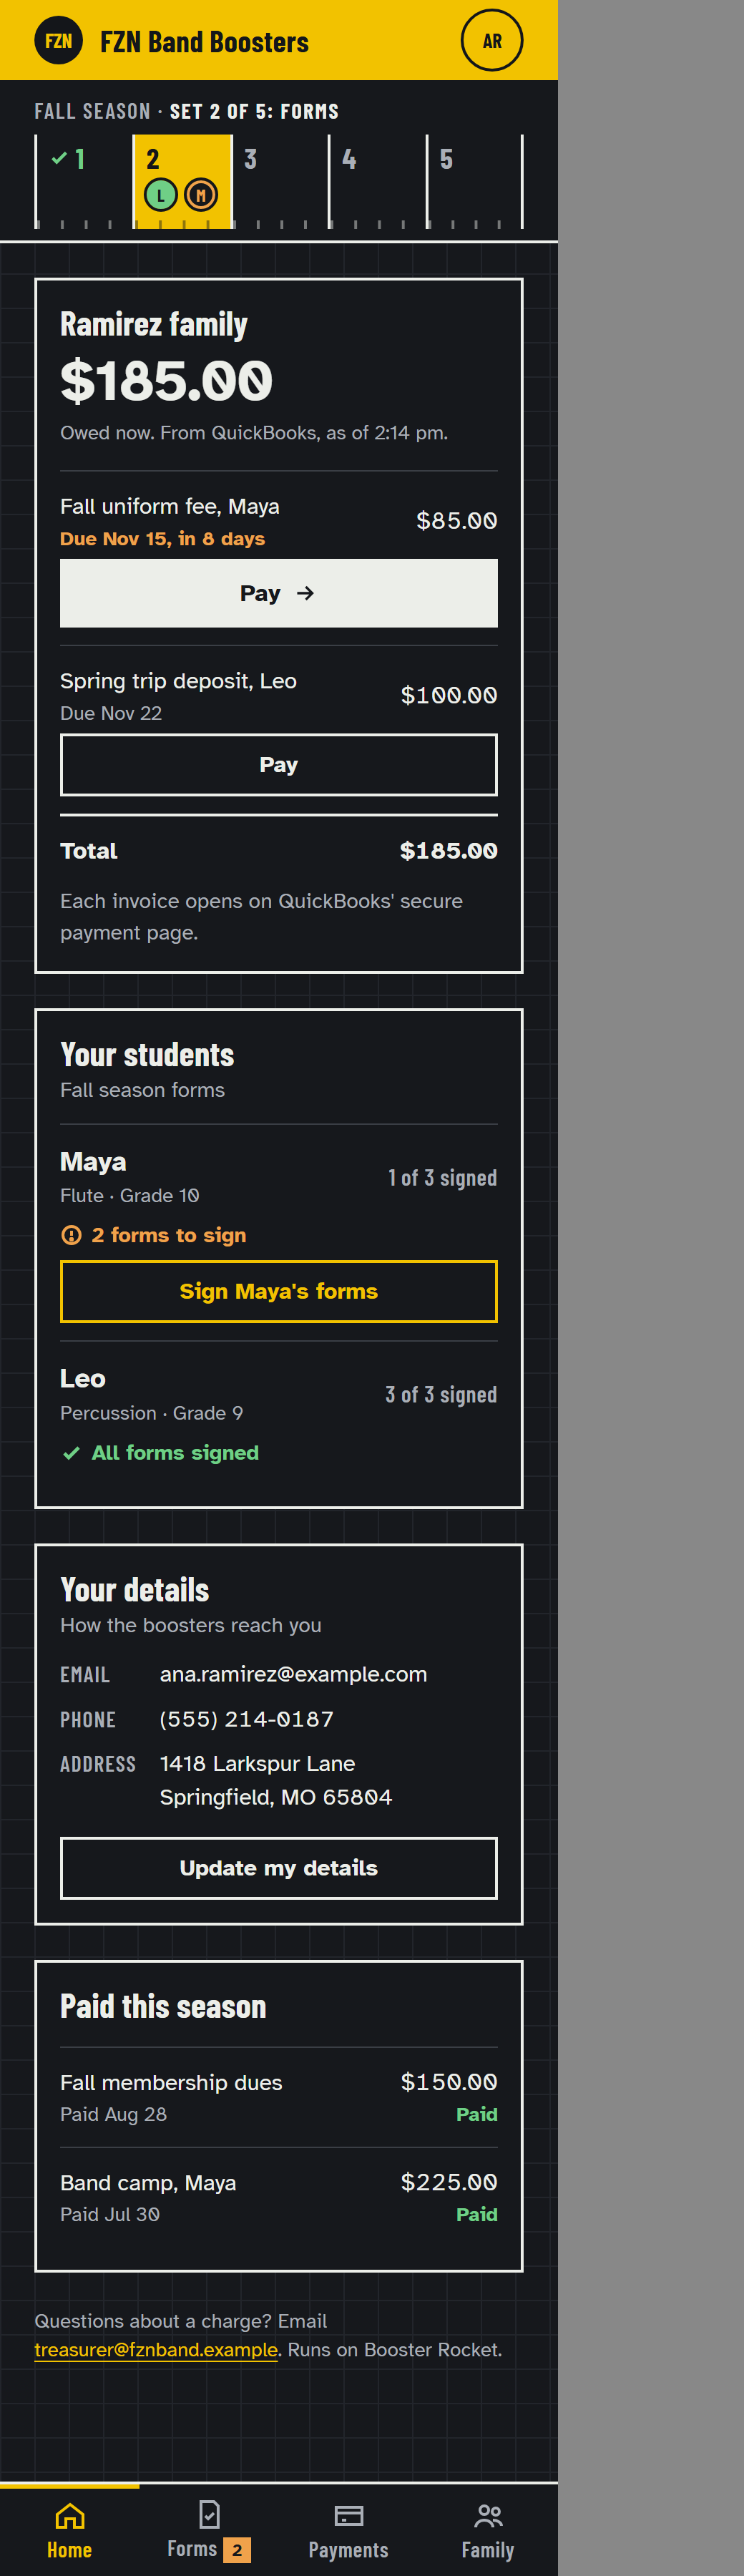 FZN FZN Band Boosters AR
FALL SEASON · SET 2 OF 5: FORMS
1 2 3 4 5
L M
Ramirez family
$185.00
Owed now. From QuickBooks, as of 2:14 pm.
Fall uniform fee, Maya $85.00
Due Nov 15, in 8 days
Pay →
Spring trip deposit, Leo $100.00
Due Nov 22
Pay
Total $185.00
Each invoice opens on QuickBooks' secure
payment page.
Your students
Fall season forms
Maya 1 of 3 signed
Flute · Grade 10
2 forms to sign
Sign Maya's forms
Leo 3 of 3 signed
Percussion · Grade 9
All forms signed
Your details
How the boosters reach you
EMAIL ana.ramirez@example.com
PHONE (555) 214-0187
ADDRESS 1418 Larkspur Lane
Springfield, MO 65804
Update my details
Paid this season
Fall membership dues $150.00
Paid Aug 28 Paid
Band camp, Maya $225.00
Paid Jul 30 Paid
Questions about a charge? Email
treasurer@fznband.example. Runs on Booster Rocket.
Home Forms 2 Payments Family